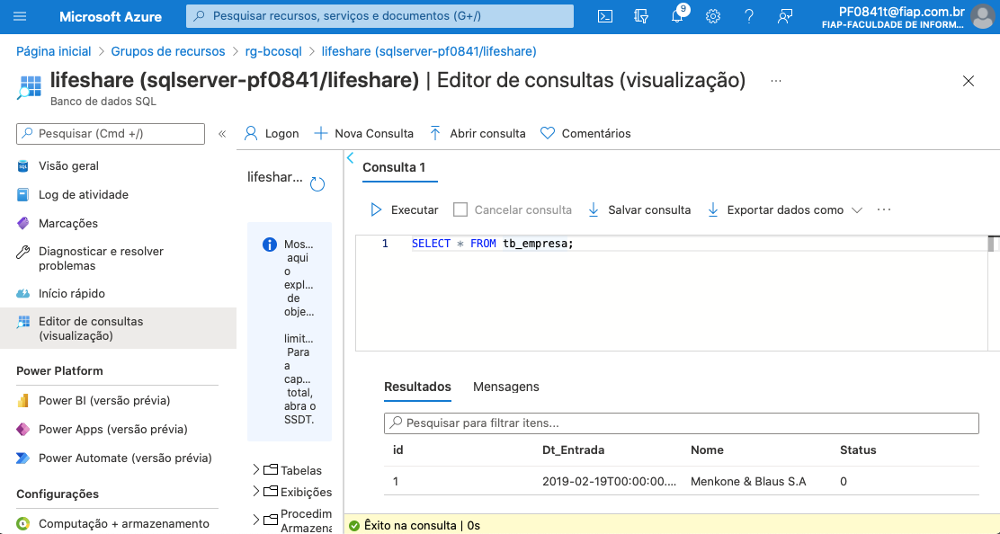 Microsoft Azure
Pesquisar recursos, serviços e documentos (G+/)
9
PF0841t@fiap.com.br
FIAP-FACULDADE DE INFORM...
Página inicial > Grupos de recursos > rg-bcosql > lifeshare (sqlserver-pf0841/lifeshare)
lifeshare (sqlserver-pf0841/lifeshare) | Editor de consultas (visualização) ...
Banco de dados SQL
Pesquisar (Cmd +/)
«
Visão geral
Log de atividade
Marcações
Diagnosticar e resolver
problemas
Início rápido
Editor de consultas
(visualização)
Power Platform
Power BI (versão prévia)
Power Apps (versão prévia)
Power Automate (versão prévia)
Configurações
Computação + armazenamento
Logon
Nova Consulta
Abrir consulta
Comentários
lifeshar...
Mos...
aqui
o
expl...
de
obje...
limit...
Para
a
cap...
total,
abra o
SSDT.
Tabelas
Exibições
Procedim
Armazena
Consulta 1
Executar
Cancelar consulta
Salvar consulta
Exportar dados como
...
1 SELECT * FROM tb_empresa;
Resultados Mensagens
Pesquisar para filtrar itens...
id Dt_Entrada Nome Status
1 2019-02-19T00:00:00.... Menkone & Blaus S.A 0
Êxito na consulta | 0s